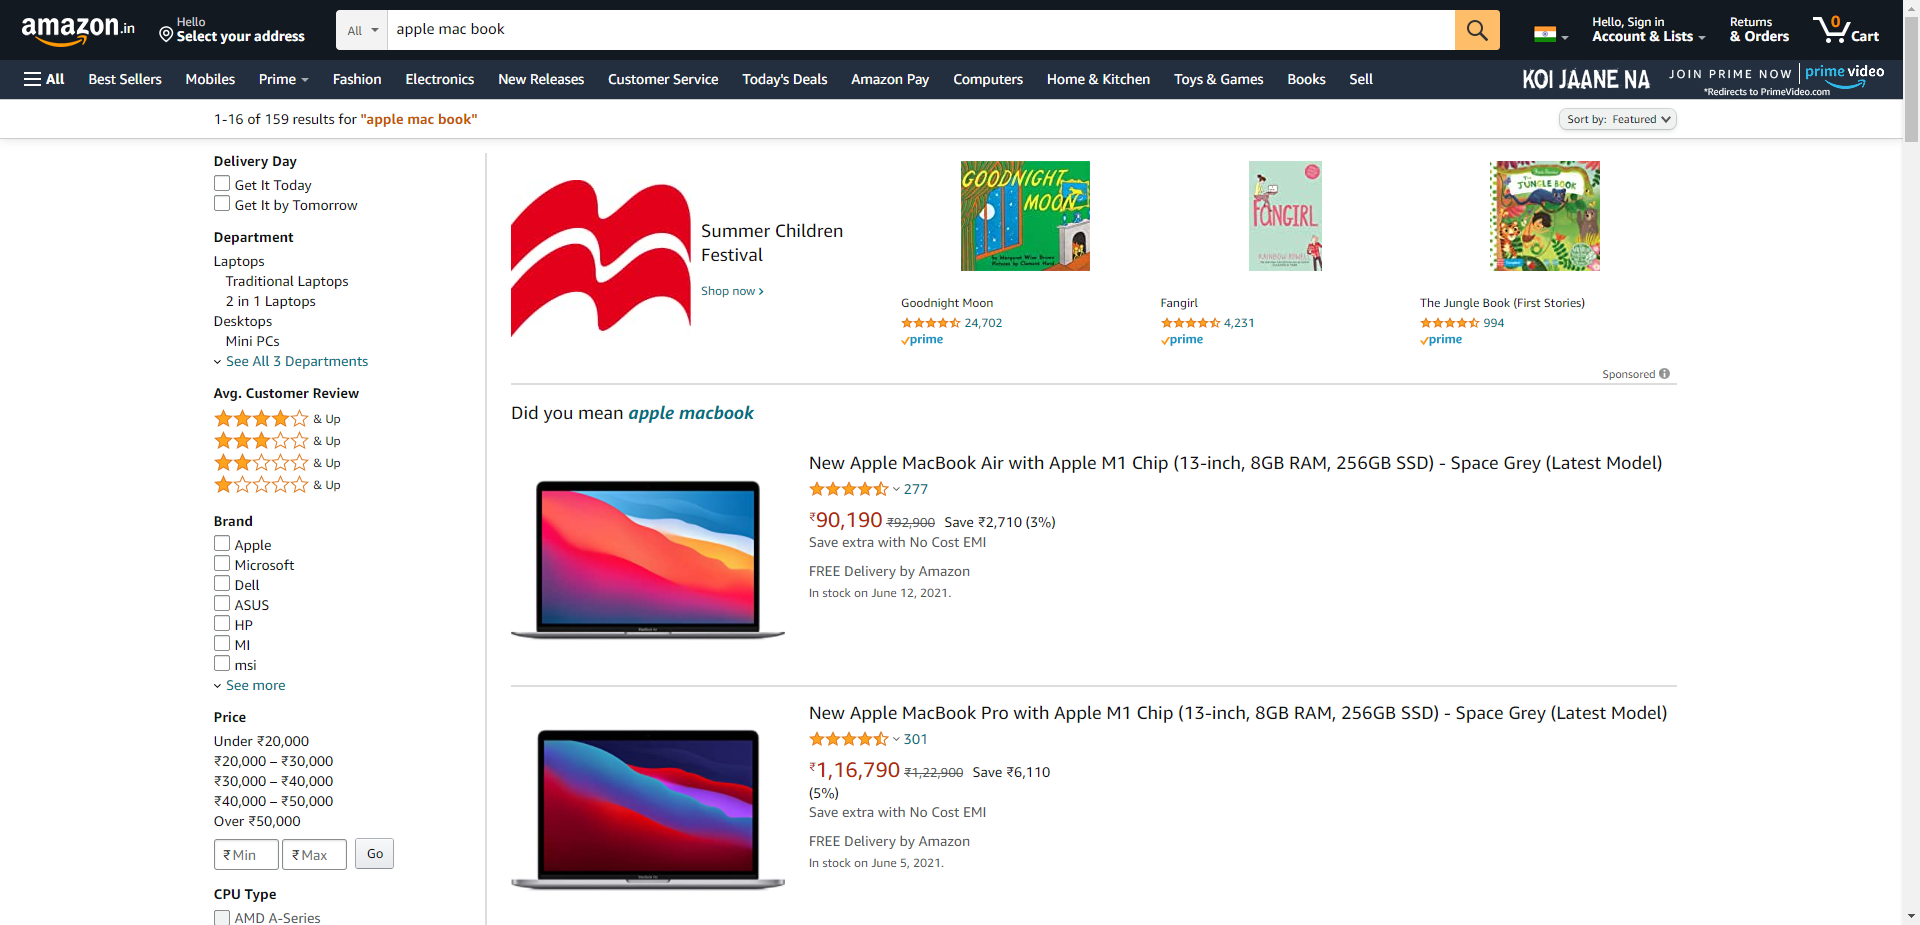 amazon.in
Hello
Select your address
All
apple mac book
Hello, Sign in
Account & Lists
Returns
& Orders
0
Cart
All
Best Sellers
Mobiles
Prime
Fashion
Electronics
New Releases
Customer Service
Today's Deals
Amazon Pay
Computers
Home & Kitchen
Toys & Games
Books
Sell
KOI JAANE NA
JOIN PRIME NOW
prime video
*Redirects to PrimeVideo.com
1-16 of 159 results for "apple mac book"
Sort by: Featured
Delivery Day
Get It Today
Get It by Tomorrow
Department
Laptops
Traditional Laptops
2 in 1 Laptops
Desktops
Mini PCs
See All 3 Departments
Avg. Customer Review
& Up
& Up
& Up
& Up
Brand
Apple
Microsoft
Dell
ASUS
HP
MI
msi
See more
Price
Under ₹20,000
₹20,000 – ₹30,000
₹30,000 – ₹40,000
₹40,000 – ₹50,000
Over ₹50,000
₹ Min
₹ Max
Go
CPU Type
AMD A-Series
Summer Children
Festival
Shop now
GOODNIGHT
MOON
by Margaret Wise Brown
Pictures by Clement Hurd
Goodnight Moon
24,702
prime
FANGIRL
RAINBOW ROWELL
Fangirl
4,231
prime
THE
JUNGLE BOOK
The Jungle Book (First Stories)
994
prime
Sponsored
Did you mean apple macbook
New Apple MacBook Air with Apple M1 Chip (13-inch, 8GB RAM, 256GB SSD) - Space Grey (Latest Model)
277
₹90,190 ₹92,900 Save ₹2,710 (3%)
Save extra with No Cost EMI
FREE Delivery by Amazon
In stock on June 12, 2021.
New Apple MacBook Pro with Apple M1 Chip (13-inch, 8GB RAM, 256GB SSD) - Space Grey (Latest Model)
301
₹1,16,790 ₹1,22,900 Save ₹6,110
(5%)
Save extra with No Cost EMI
FREE Delivery by Amazon
In stock on June 5, 2021.